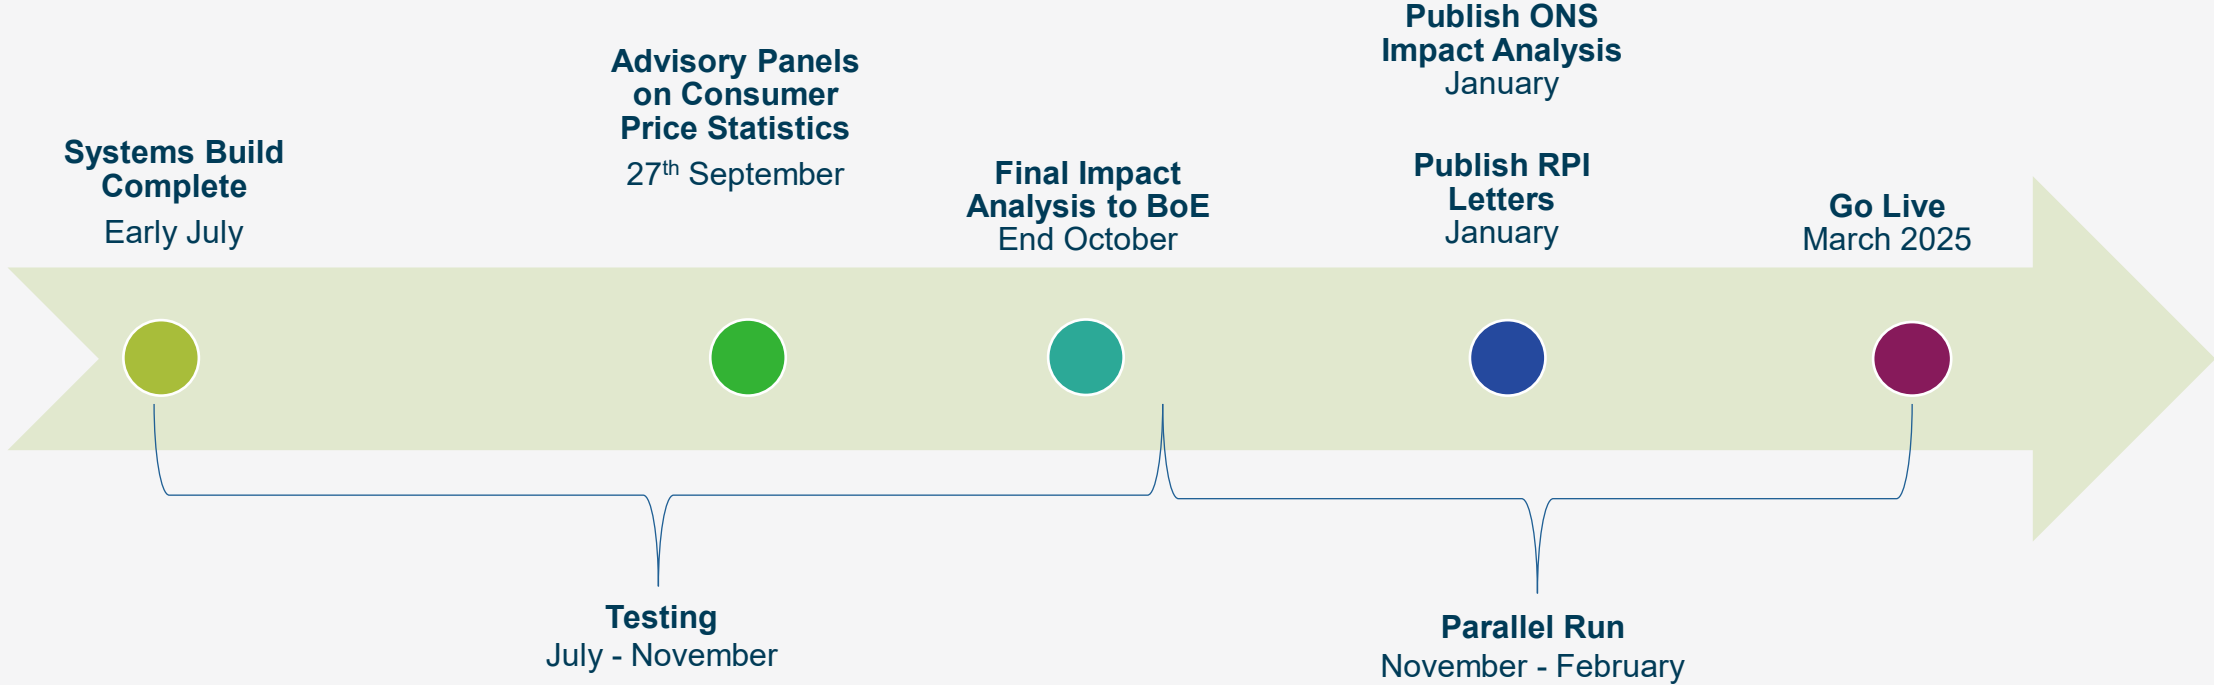 Systems Build
Complete
Early July
Advisory Panels
on Consumer
Price Statistics
27th September
Final Impact
Analysis to BoE
End October
Publish ONS
Impact Analysis
January
Publish RPI
Letters
January
Go Live
March 2025
Testing
July - November
Parallel Run
November - February